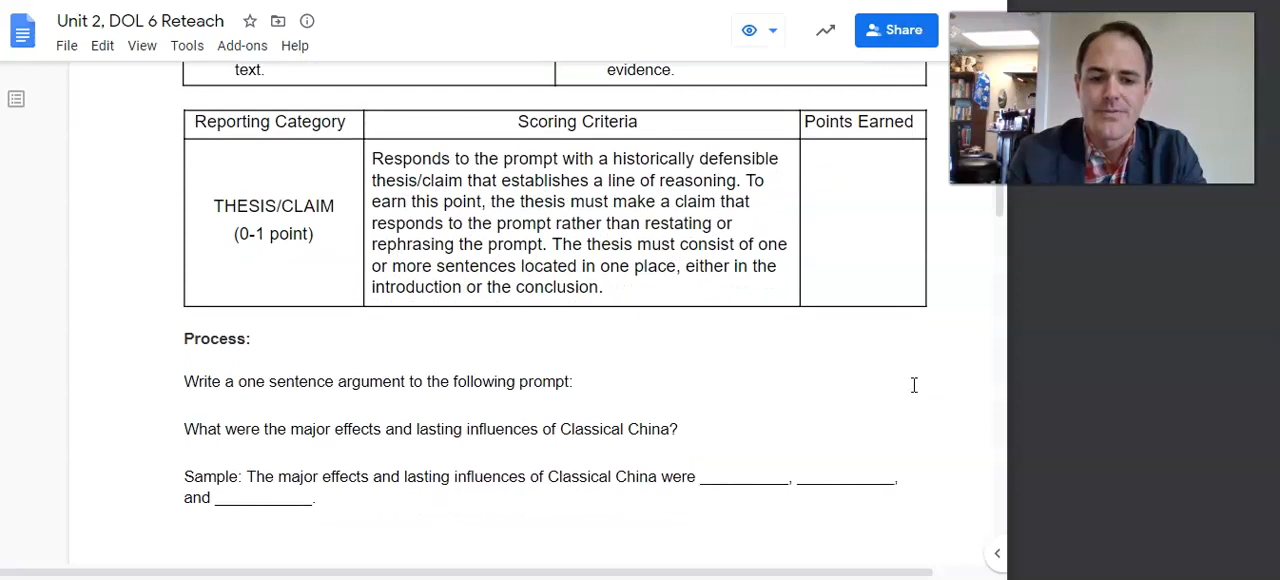 Unit 2, DOL 6 Reteach
File Edit View Tools Add-ons Help
Share
text.
evidence.
Reporting Category
Scoring Criteria
Points Earned
THESIS/CLAIM
(0-1 point)
Responds to the prompt with a historically defensible
thesis/claim that establishes a line of reasoning. To
earn this point, the thesis must make a claim that
responds to the prompt rather than restating or
rephrasing the prompt. The thesis must consist of one
or more sentences located in one place, either in the
introduction or the conclusion.
Process:
Write a one sentence argument to the following prompt:
What were the major effects and lasting influences of Classical China?
Sample: The major effects and lasting influences of Classical China were ___________, ____________,
and ____________.